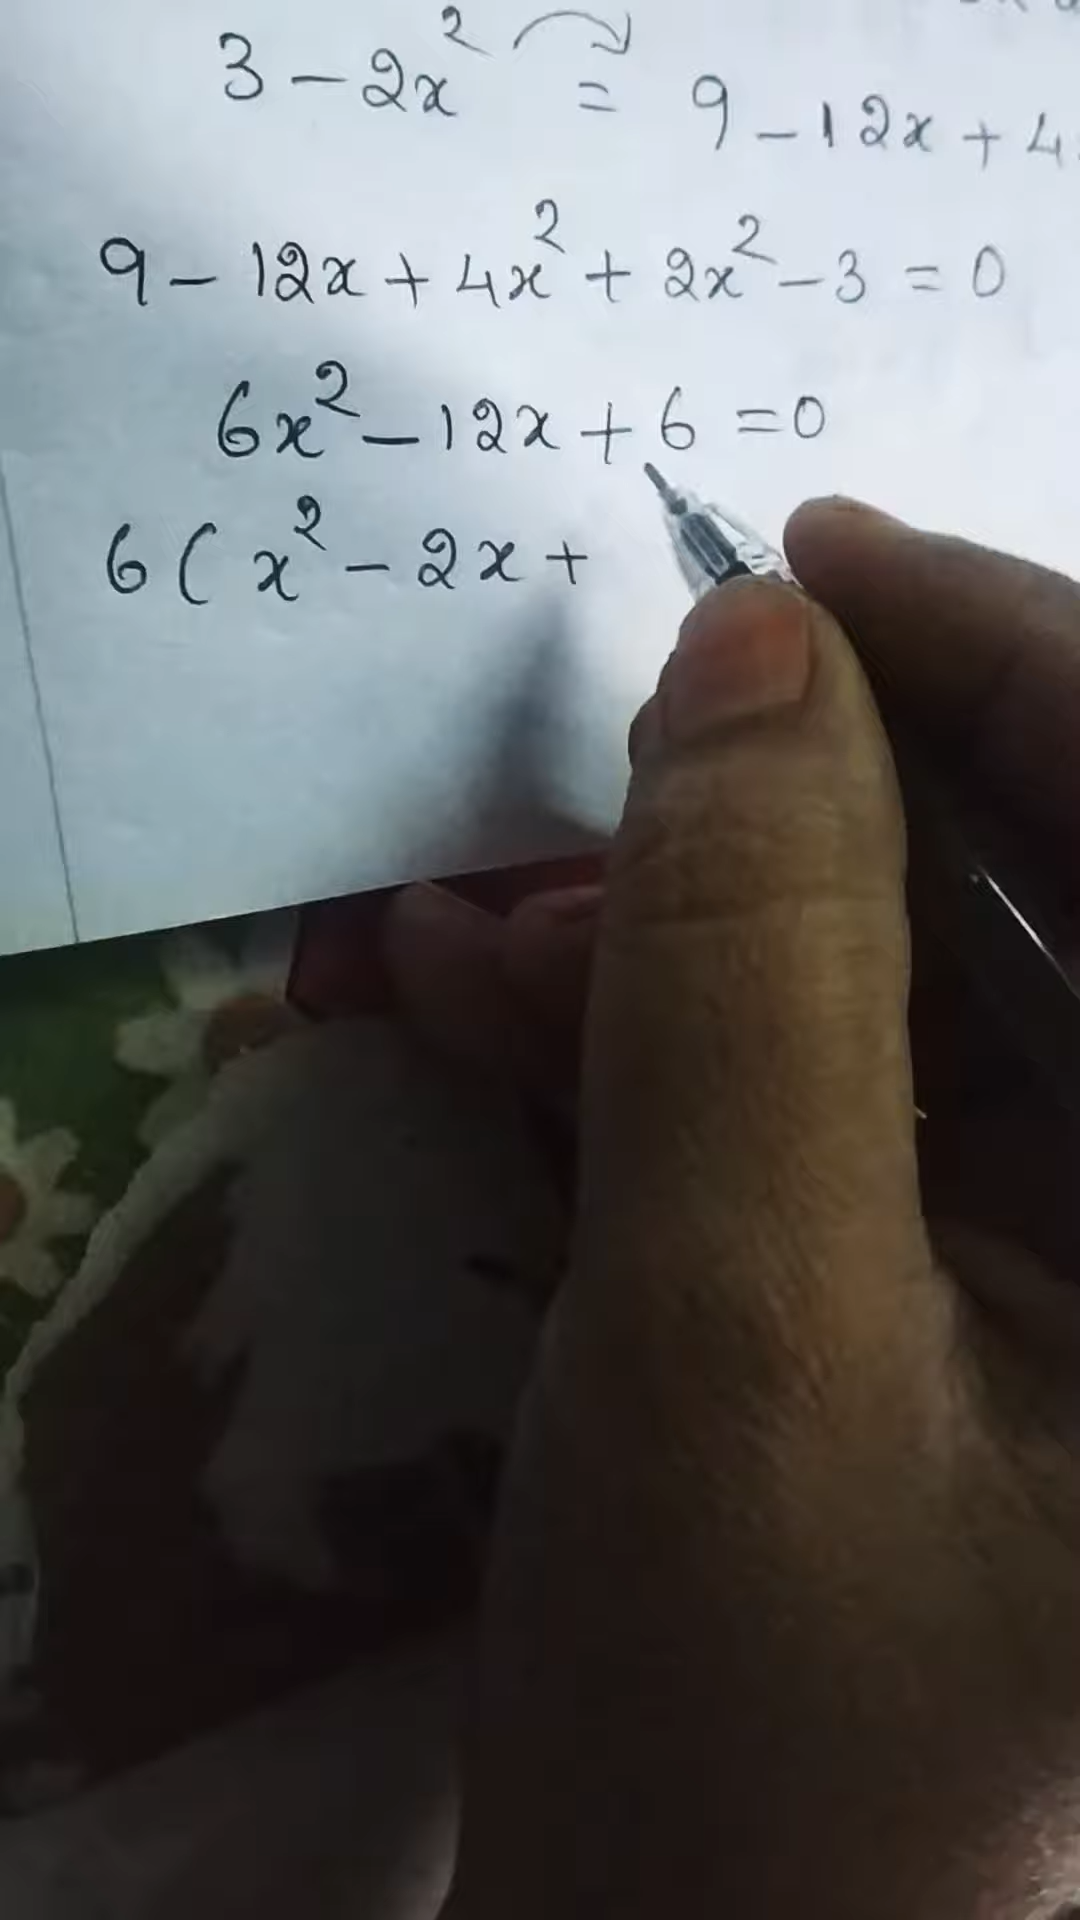 3 - 2x² = 9 - 12x + 4
9 - 12x + 4x² + 2x² - 3 = 0
6x² - 12x + 6 = 0
6 ( x² - 2x +